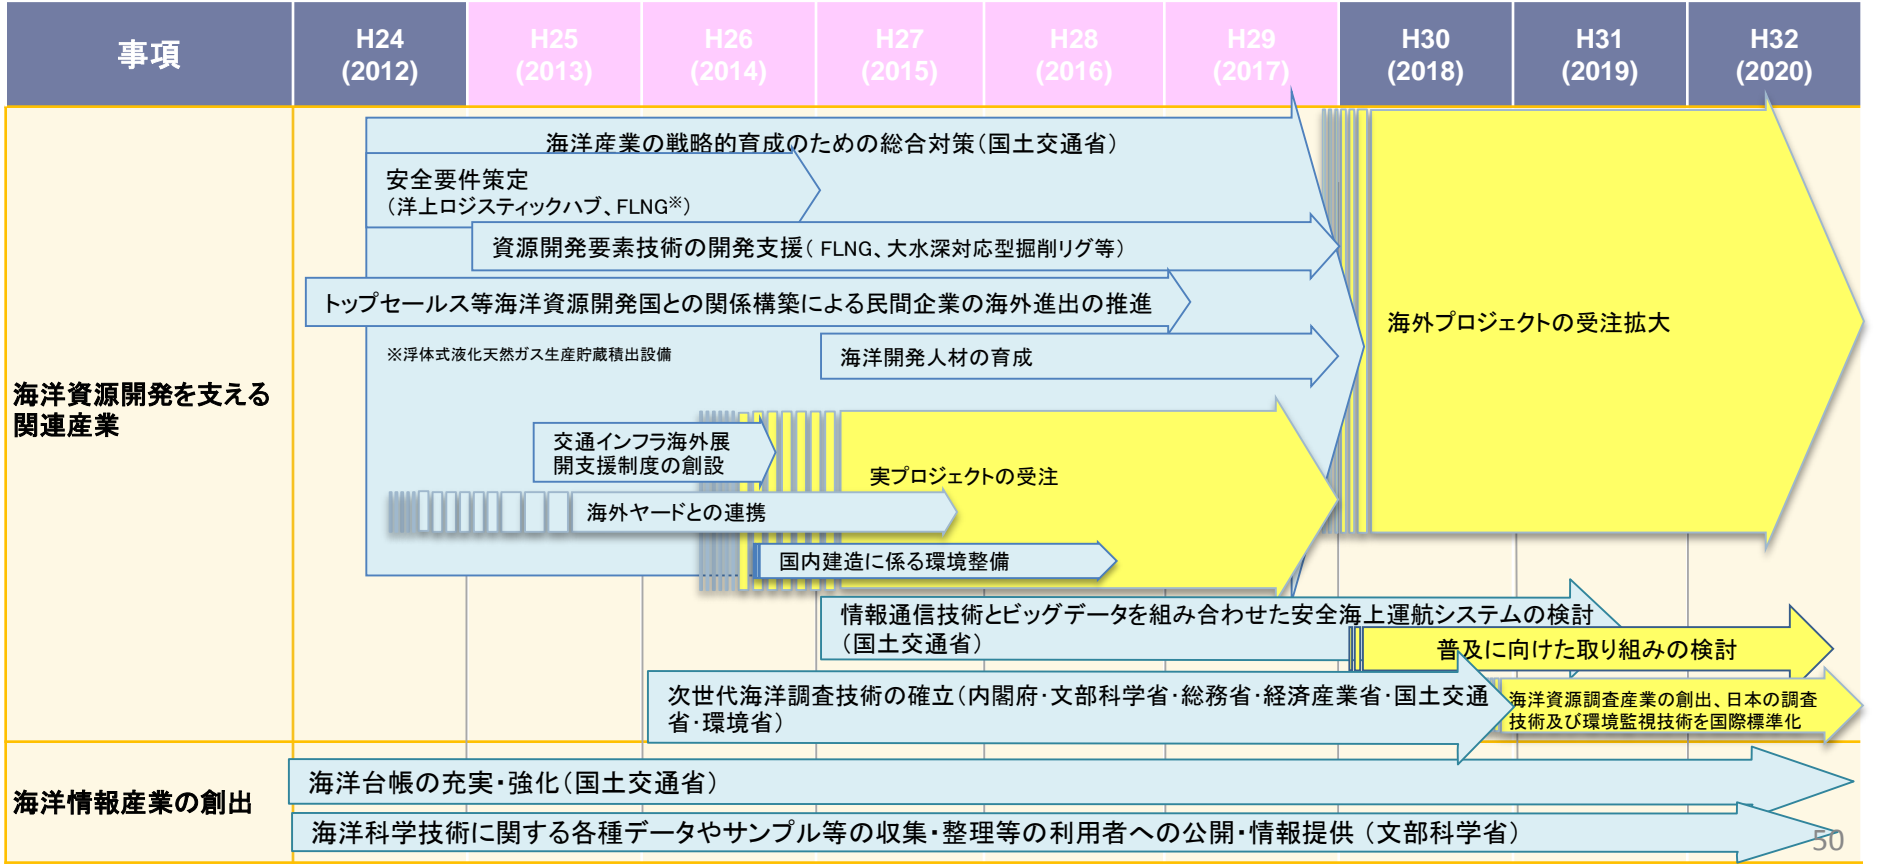 事項
H24
(2012)
H25
(2013)
H26
(2014)
H27
(2015)
H28
(2016)
H29
(2017)
H30
(2018)
H31
(2019)
H32
(2020)
海洋資源開発を支える
関連産業
海洋産業の戦略的育成のための総合対策(国土交通省)
安全要件策定
(洋上ロジスティックハブ、FLNG※)
資源開発要素技術の開発支援( FLNG、大水深対応型掘削リグ等)
トップセールス等海洋資源開発国との関係構築による民間企業の海外進出の推進
※浮体式液化天然ガス生産貯蔵積出設備
海洋開発人材の育成
海外プロジェクトの受注拡大
交通インフラ海外展
開支援制度の創設
実プロジェクトの受注
海外ヤードとの連携
国内建造に係る環境整備
情報通信技術とビッグデータを組み合わせた安全海上運航システムの検討
(国土交通省)
普及に向けた取り組みの検討
次世代海洋調査技術の確立(内閣府・文部科学省・総務省・経済産業省・国土交通
省・環境省)
海洋資源調査産業の創出、日本の調査
技術及び環境監視技術を国際標準化
海洋情報産業の創出
海洋台帳の充実・強化(国土交通省)
海洋科学技術に関する各種データやサンプル等の収集・整理等の利用者への公開・情報提供 (文部科学省)
50